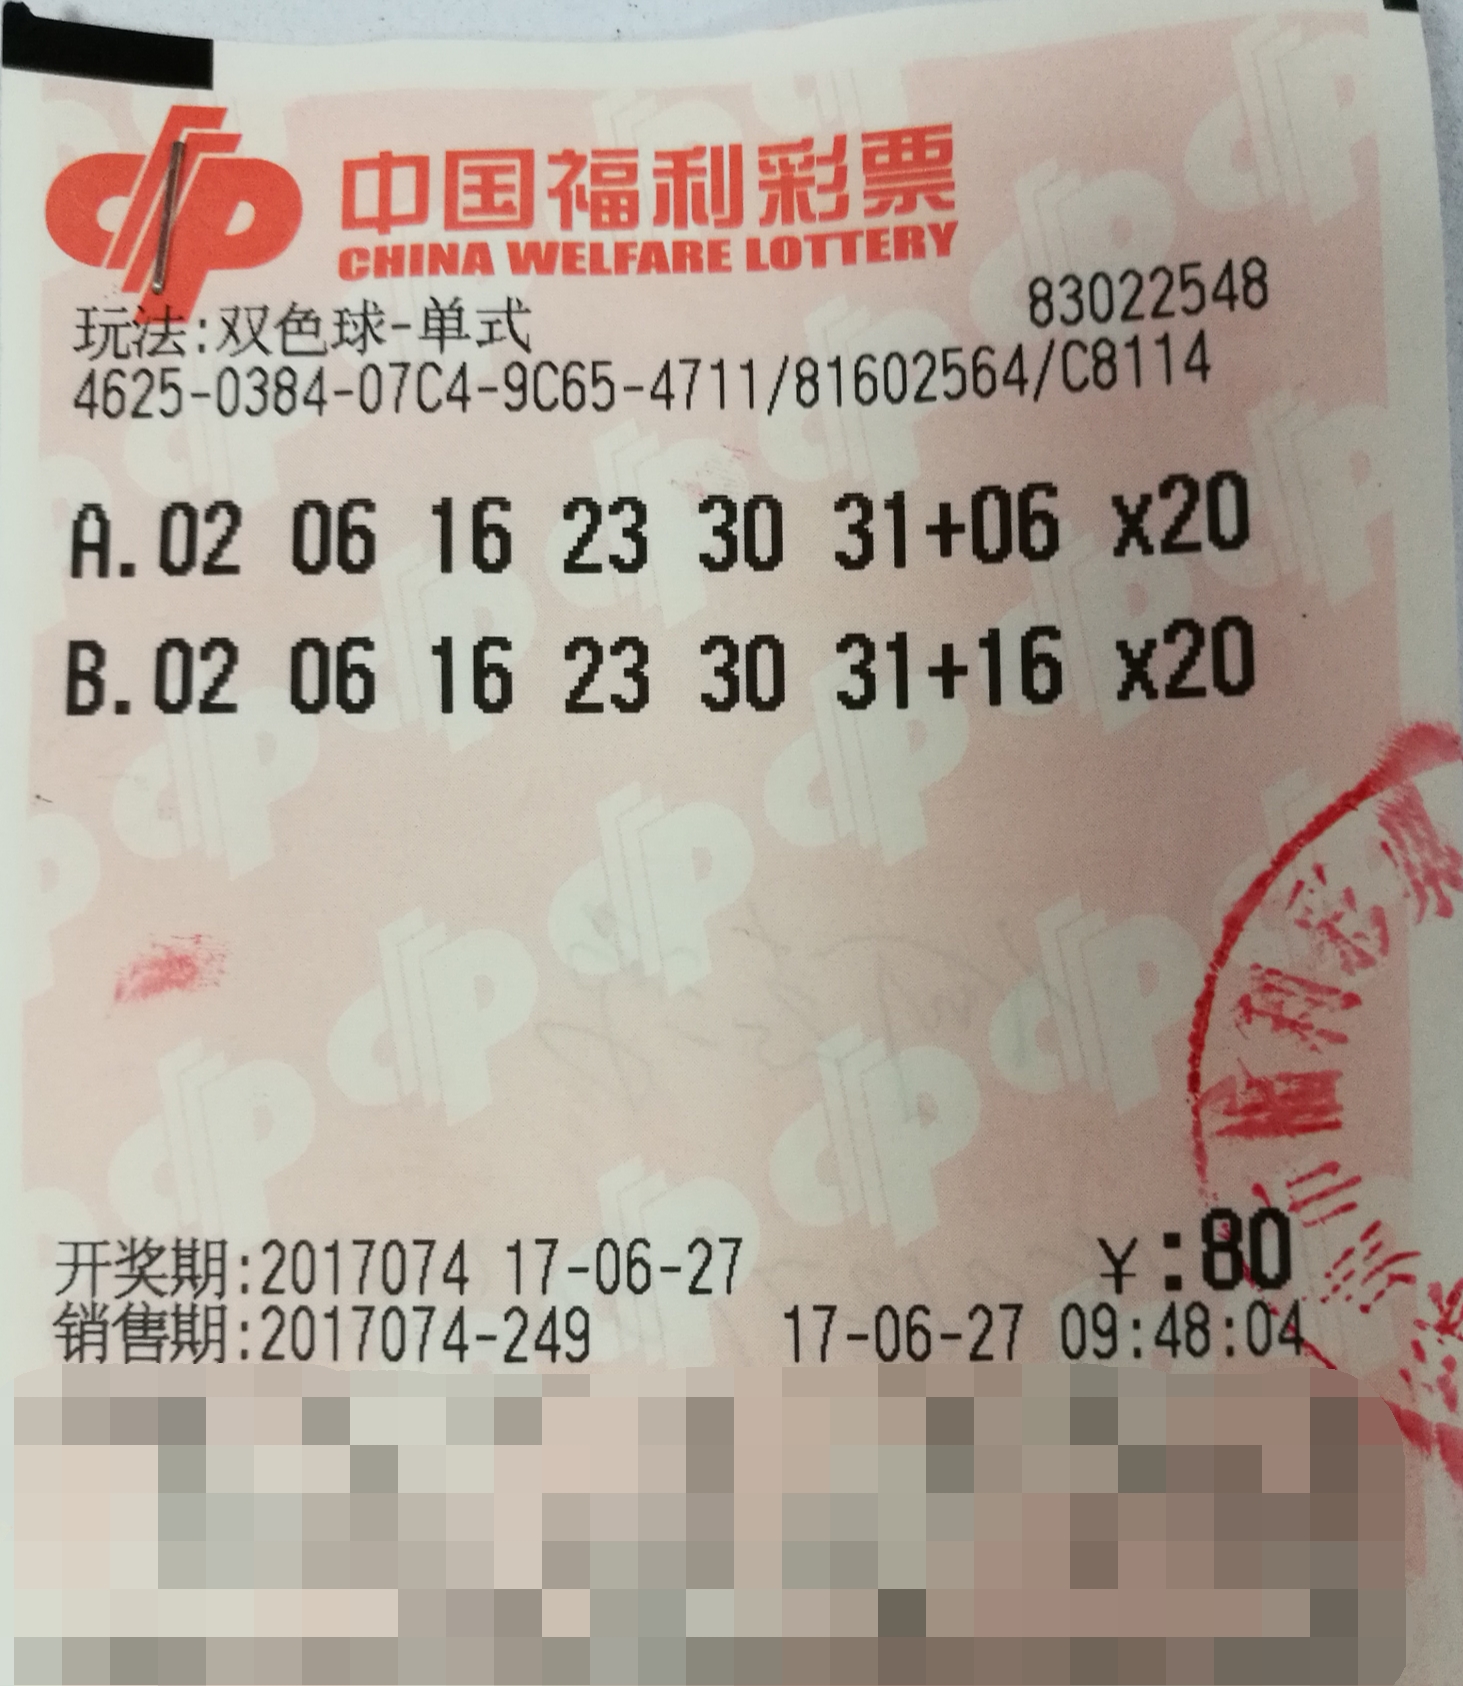 中国福利彩票
CHINA WELFARE LOTTERY
83022548
玩法:双色球-单式
4625-0384-07C4-9C65-4711/81602564/C8114
A.02 06 16 23 30 31+06 x20
B.02 06 16 23 30 31+16 x20
开奖期:2017074 17-06-27 ¥:80
销售期:2017074-249 17-06-27 09:48:04